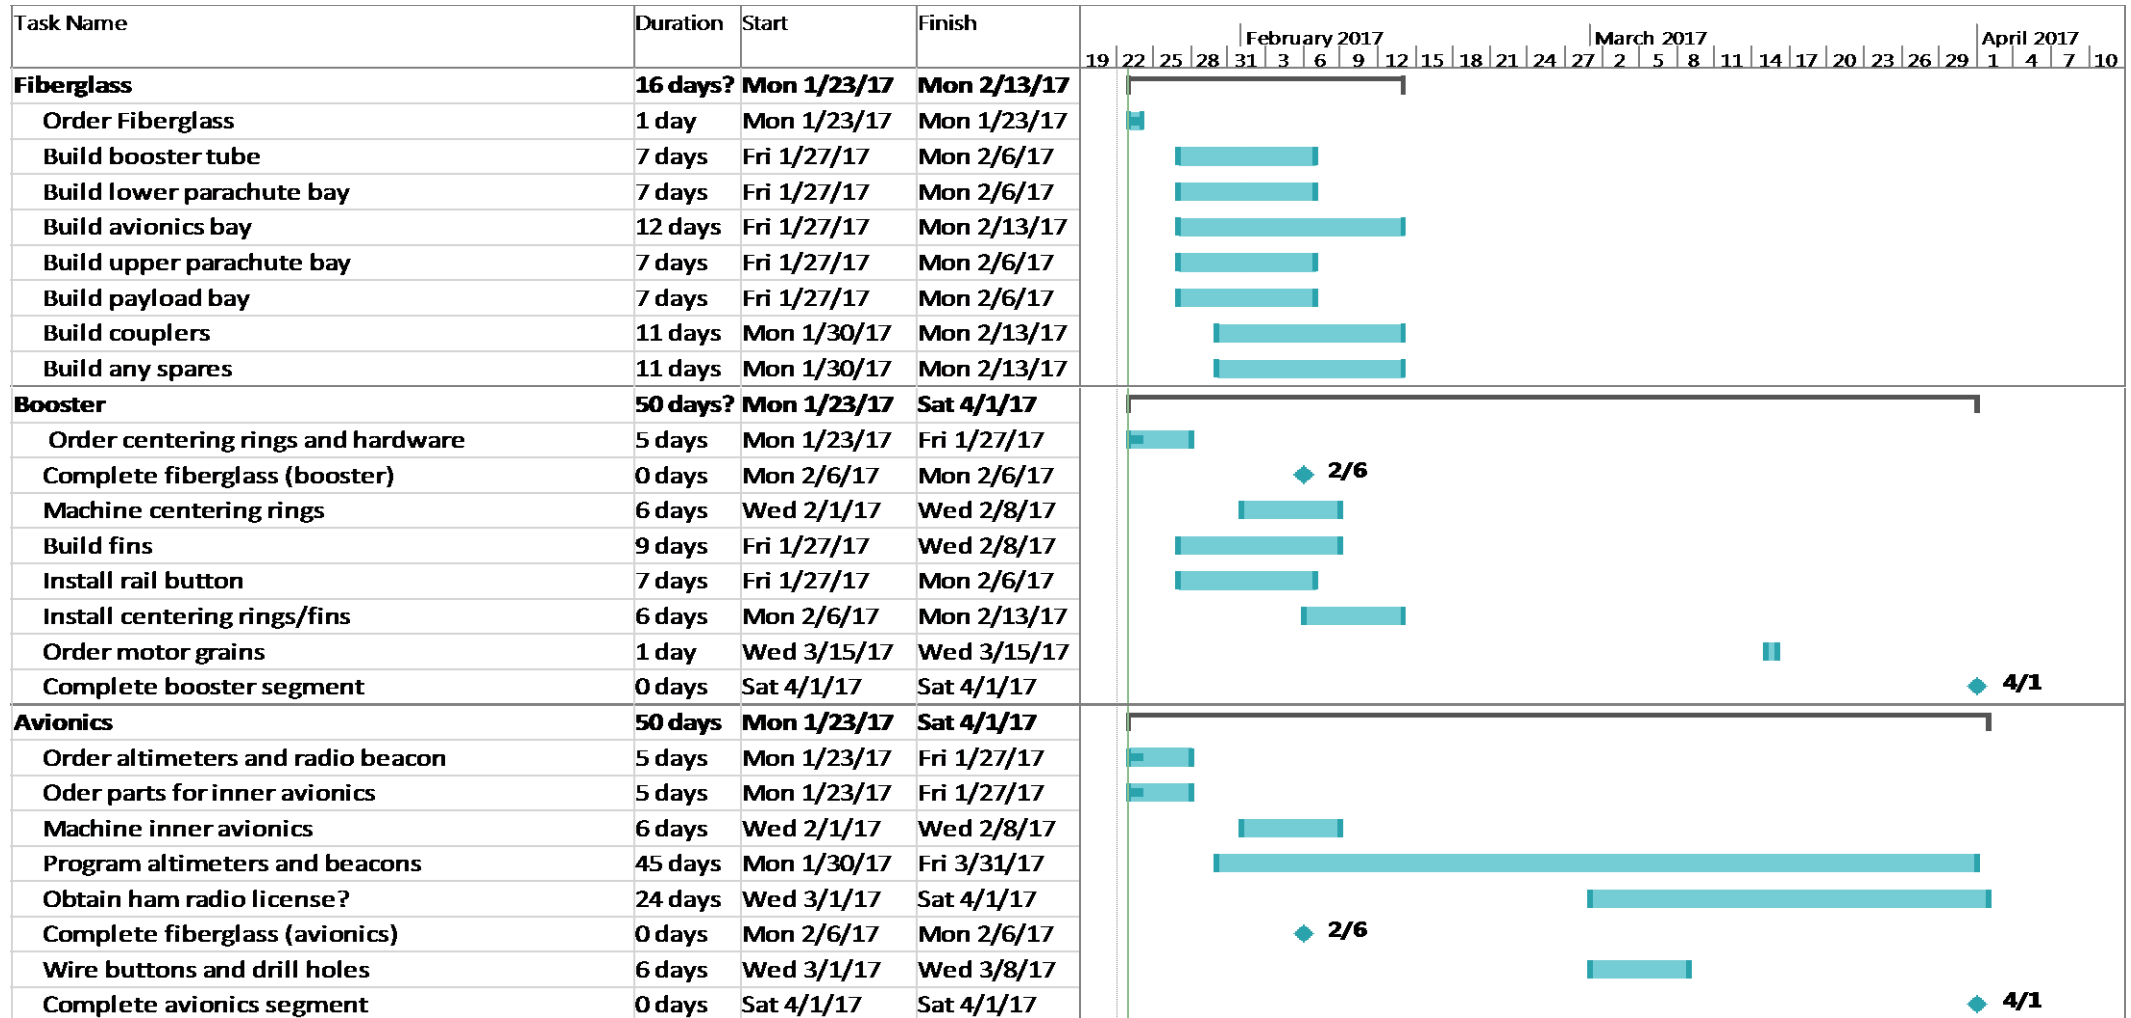 Task Name Duration Start Finish
February 2017 March 2017 April 2017
19 22 25 28 31 3 6 9 12 15 18 21 24 27 2 5 8 11 14 17 20 23 26 29 1 4 7 10
Fiberglass 16 days? Mon 1/23/17 Mon 2/13/17
Order Fiberglass 1 day Mon 1/23/17 Mon 1/23/17
Build booster tube 7 days Fri 1/27/17 Mon 2/6/17
Build lower parachute bay 7 days Fri 1/27/17 Mon 2/6/17
Build avionics bay 12 days Fri 1/27/17 Mon 2/13/17
Build upper parachute bay 7 days Fri 1/27/17 Mon 2/6/17
Build payload bay 7 days Fri 1/27/17 Mon 2/6/17
Build couplers 11 days Mon 1/30/17 Mon 2/13/17
Build any spares 11 days Mon 1/30/17 Mon 2/13/17
Booster 50 days? Mon 1/23/17 Sat 4/1/17
Order centering rings and hardware 5 days Mon 1/23/17 Fri 1/27/17
Complete fiberglass (booster) 0 days Mon 2/6/17 Mon 2/6/17 2/6
Machine centering rings 6 days Wed 2/1/17 Wed 2/8/17
Build fins 9 days Fri 1/27/17 Wed 2/8/17
Install rail button 7 days Fri 1/27/17 Mon 2/6/17
Install centering rings/fins 6 days Mon 2/6/17 Mon 2/13/17
Order motor grains 1 day Wed 3/15/17 Wed 3/15/17
Complete booster segment 0 days Sat 4/1/17 Sat 4/1/17 4/1
Avionics 50 days Mon 1/23/17 Sat 4/1/17
Order altimeters and radio beacon 5 days Mon 1/23/17 Fri 1/27/17
Oder parts for inner avionics 5 days Mon 1/23/17 Fri 1/27/17
Machine inner avionics 6 days Wed 2/1/17 Wed 2/8/17
Program altimeters and beacons 45 days Mon 1/30/17 Fri 3/31/17
Obtain ham radio license? 24 days Wed 3/1/17 Sat 4/1/17
Complete fiberglass (avionics) 0 days Mon 2/6/17 Mon 2/6/17 2/6
Wire buttons and drill holes 6 days Wed 3/1/17 Wed 3/8/17
Complete avionics segment 0 days Sat 4/1/17 Sat 4/1/17 4/1